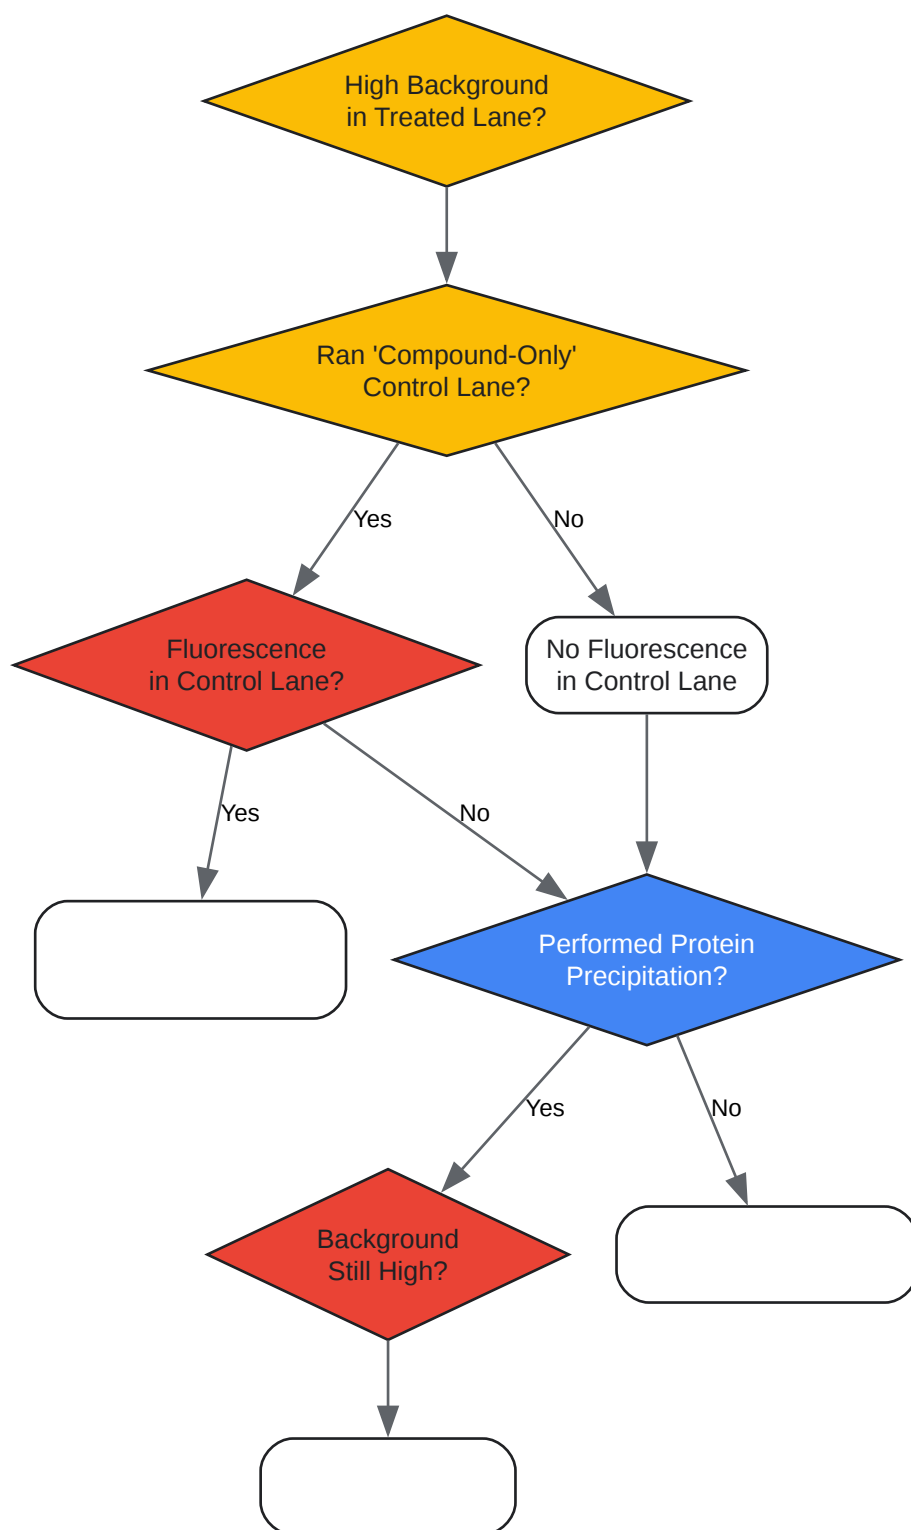 High Background
in Treated Lane?
Ran 'Compound-Only'
Control Lane?
Yes
No
Fluorescence
in Control Lane?
No Fluorescence
in Control Lane
Yes
No
Performed Protein
Precipitation?
Yes
No
Background
Still High?